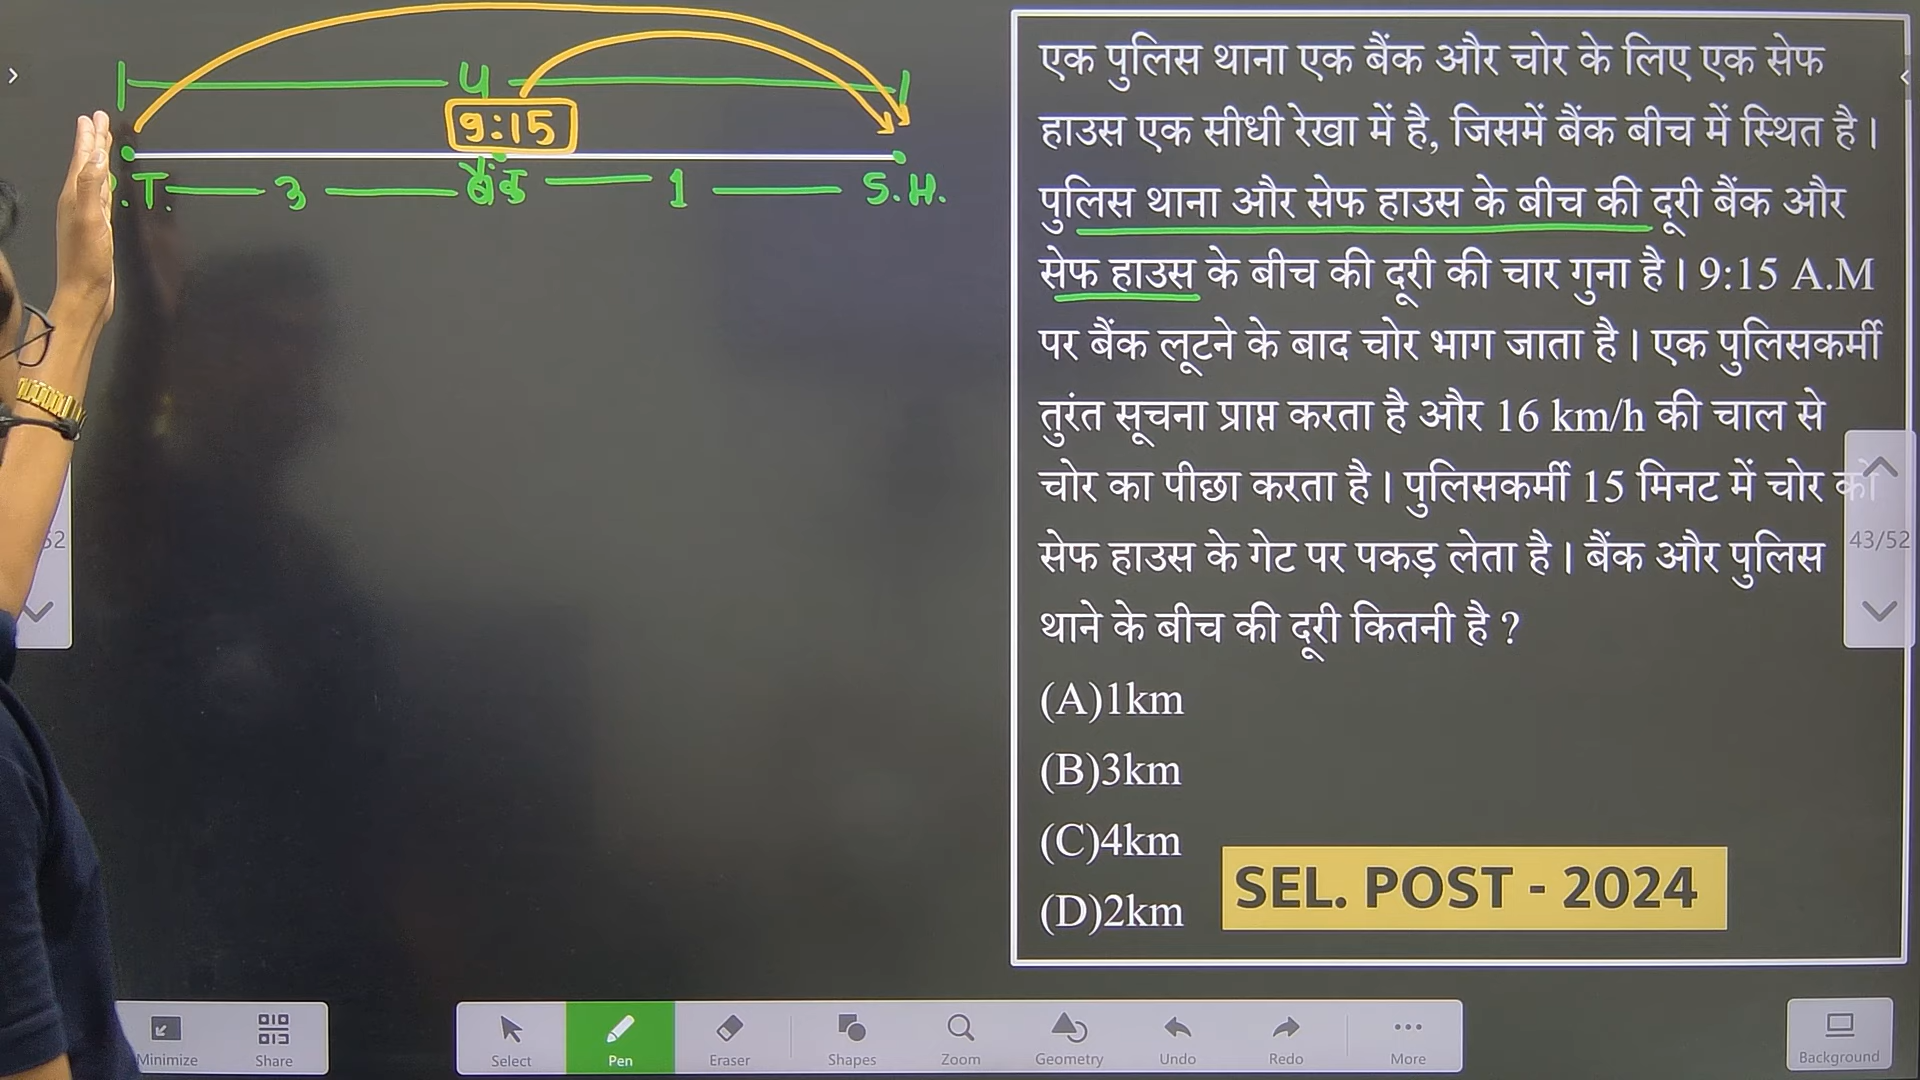 ४
9:15
P.T. 3 बैंक 1 S.H.
एक पुलिस थाना एक बैंक और चोर के लिए एक सेफ
हाउस एक सीधी रेखा में है, जिसमें बैंक बीच में स्थित है।
पुलिस थाना और सेफ हाउस के बीच की दूरी बैंक और
सेफ हाउस के बीच की दूरी की चार गुना है। 9:15 A.M
पर बैंक लूटने के बाद चोर भाग जाता है। एक पुलिसकर्मी
तुरंत सूचना प्राप्त करता है और 16 km/h की चाल से
चोर का पीछा करता है। पुलिसकर्मी 15 मिनट में चोर को
सेफ हाउस के गेट पर पकड़ लेता है। बैंक और पुलिस
थाने के बीच की दूरी कितनी है ?
(A)1km
(B)3km
(C)4km
(D)2km
SEL. POST - 2024
52
43/52
Minimize Share Select Pen Eraser Shapes Zoom Geometry Undo Redo More Background